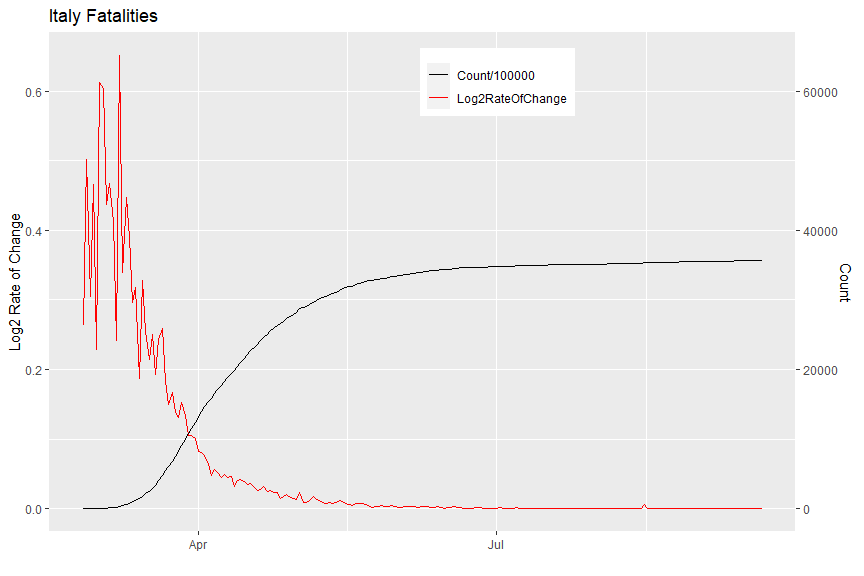 Italy Fatalities
Count/100000
Log2RateOfChange
0.6
0.4
0.2
0.0
Log2 Rate of Change
60000
40000
20000
0
Count
Apr
Jul